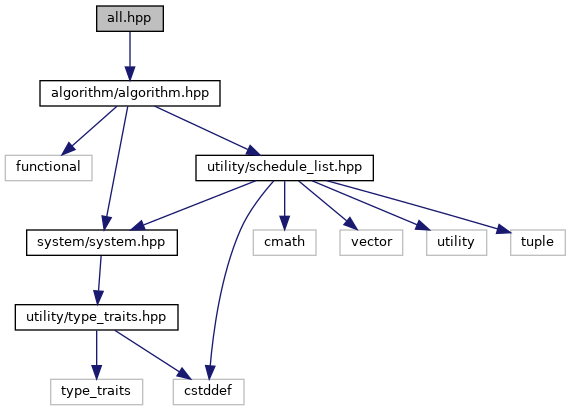 all.hpp
algorithm/algorithm.hpp
functional
utility/schedule_list.hpp
system/system.hpp
cmath
vector
utility
tuple
utility/type_traits.hpp
type_traits
cstddef